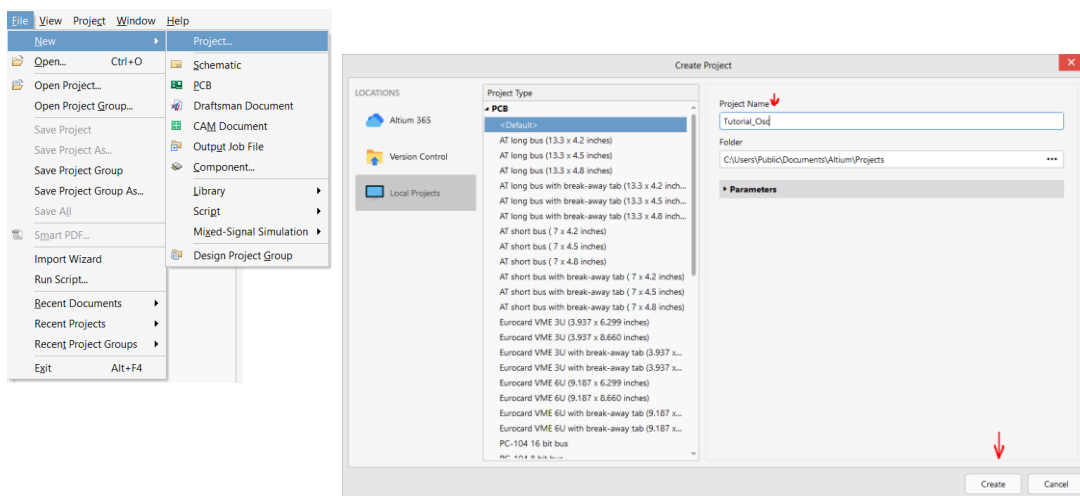 File View Project Window Help
New
Open... Ctrl+O
Open Project...
Open Project Group...
Save Project
Save Project As...
Save Project Group
Save Project Group As...
Save All
Smart PDF...
Import Wizard
Run Script...
Recent Documents
Recent Projects
Recent Project Groups
Exit Alt+F4
Project...
Schematic
PCB
Draftsman Document
CAM Document
Output Job File
Component...
Library
Script
Mixed-Signal Simulation
Design Project Group
Create Project
LOCATIONS
Altium 365
Version Control
Local Projects
Project Type
PCB
<Default>
AT long bus (13.3 x 4.2 inches)
AT long bus (13.3 x 4.5 inches)
AT long bus (13.3 x 4.8 inches)
AT long bus with break-away tab (13.3 x 4.2 inch...
AT long bus with break-away tab (13.3 x 4.5 inch...
AT long bus with break-away tab (13.3 x 4.8 inch...
AT short bus ( 7 x 4.2 inches)
AT short bus ( 7 x 4.5 inches)
AT short bus ( 7 x 4.8 inches)
AT short bus with break-away tab ( 7 x 4.2 inches)
AT short bus with break-away tab ( 7 x 4.5 inches)
AT short bus with break-away tab ( 7 x 4.8 inches)
Eurocard VME 3U (3.937 x 6.299 inches)
Eurocard VME 3U (3.937 x 8.660 inches)
Eurocard VME 3U with break-away tab (3.937 x...
Eurocard VME 3U with break-away tab (3.937 x...
Eurocard VME 6U (9.187 x 6.299 inches)
Eurocard VME 6U (9.187 x 8.660 inches)
Eurocard VME 6U with break-away tab (9.187 x...
Eurocard VME 6U with break-away tab (9.187 x...
PC-104 16 bit bus
PC-104 8 bit bus
Project Name
Tutorial_Osc
Folder
C:\Users\Public\Documents\Altium\Projects
Parameters
Create Cancel